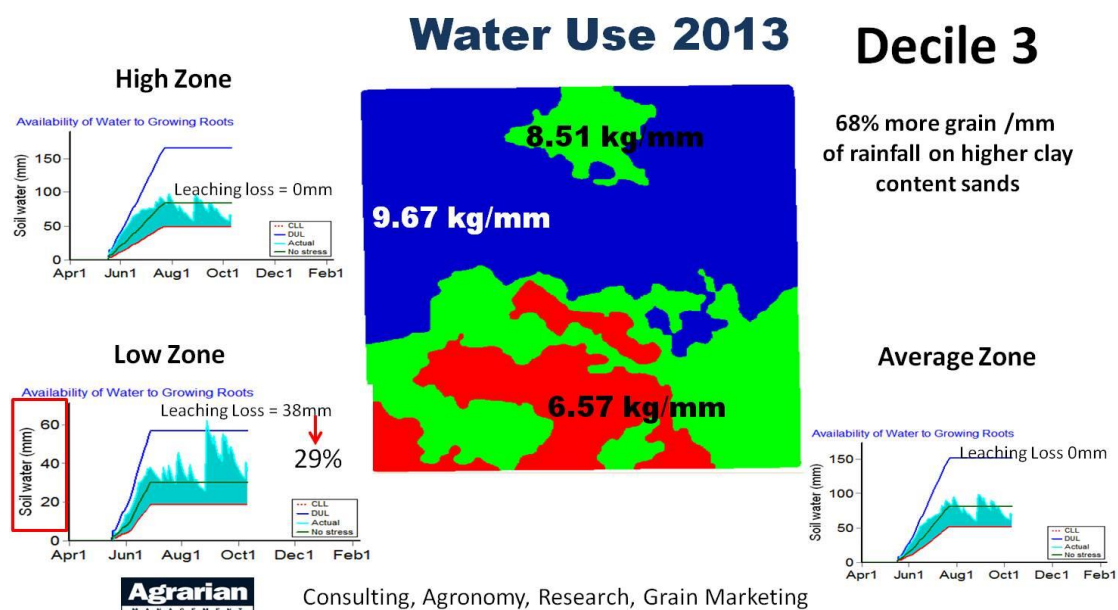 Water Use 2013
Decile 3
High Zone
68% more grain /mm
of rainfall on higher clay
content sands
Availability of Water to Growing Roots
Soil water (mm)
150
100
50
0
Leaching loss = 0mm
CLL
DUL
Actual
No stress
Apr1 Jun1 Aug1 Oct1 Dec1 Feb1
8.51 kg/mm
9.67 kg/mm
6.57 kg/mm
Low Zone
Availability of Water to Growing Roots
Soil water (mm)
60
40
20
0
Leaching Loss = 38mm
29%
CLL
DUL
Actual
No stress
Apr1 Jun1 Aug1 Oct1 Dec1 Feb1
Average Zone
Availability of Water to Growing Roots
Soil water (mm)
150
100
50
0
Leaching Loss 0mm
CLL
DUL
Actual
No stress
Apr1 Jun1 Aug1 Oct1 Dec1 Feb1
Agrarian
Consulting, Agronomy, Research, Grain Marketing